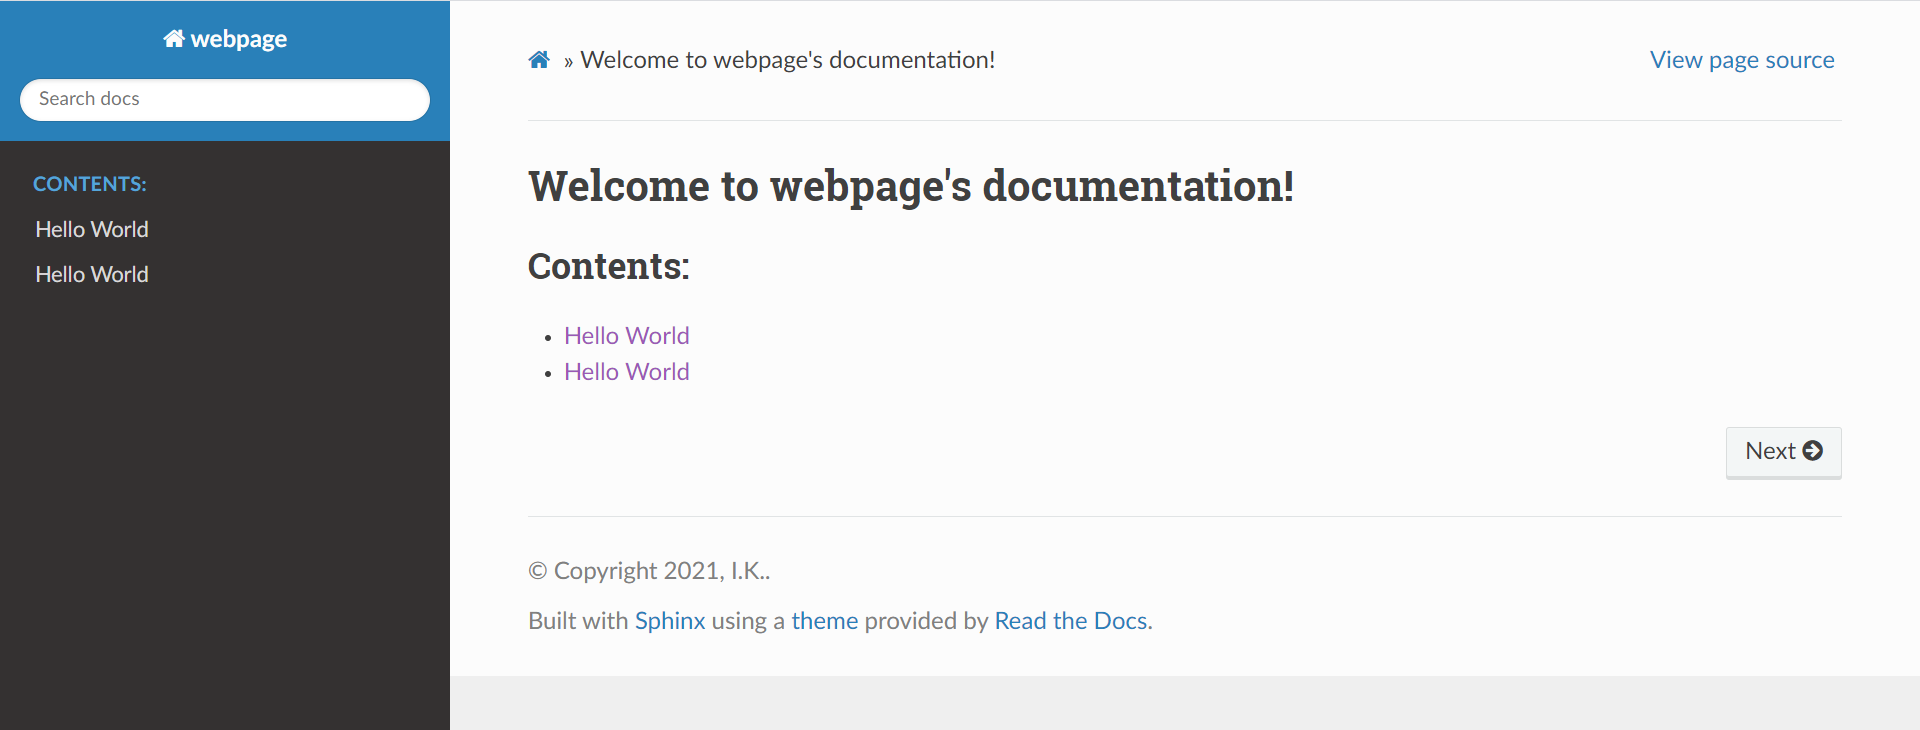 webpage
Search docs
CONTENTS:
Hello World
Hello World
» Welcome to webpage's documentation!
View page source
Welcome to webpage's documentation!
Contents:
• Hello World
• Hello World
Next
© Copyright 2021, I.K..
Built with Sphinx using a theme provided by Read the Docs.